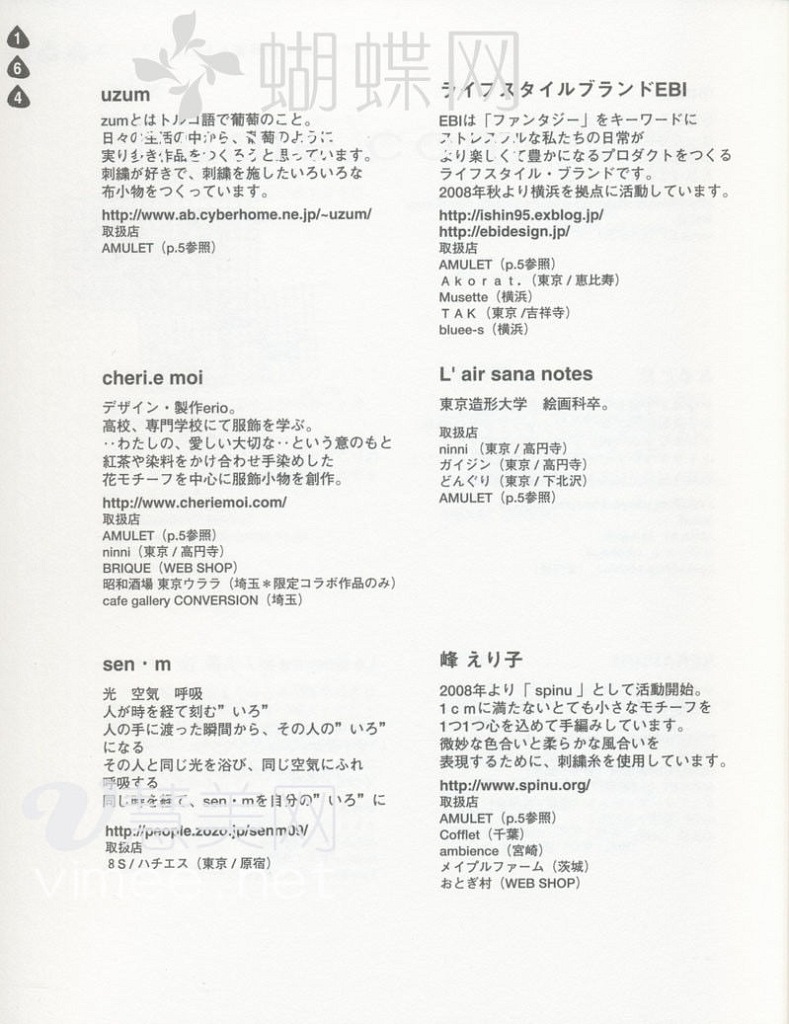 1
6
4
蝴蝶网
uzum
zumとはトルコ語で葡萄のこと。
日々の生活の中から、葡萄のように
実り多き作品をつくろうと思っています。
刺繍が好きで、刺繍を施したいろいろな
布小物をつくっています。
http://www.ab.cyberhome.ne.jp/~uzum/
取扱店
AMULET（p.5参照）
ライフスタイルブランドEBI
EBIは「ファンタジー」をキーワードに
ストレスフルな私たちの日常が
より楽しくて豊かになるプロダクトをつくる
ライフスタイル・ブランドです。
2008年秋より横浜を拠点に活動しています。
http://ishin95.exblog.jp/
http://ebidesign.jp/
取扱店
AMULET（p.5参照）
Ａｋｏｒａｔ．（東京 / 恵比寿）
Musette（横浜）
ＴＡＫ（東京 /吉祥寺）
bluee-s（横浜）
cheri.e moi
デザイン・製作erio。
高校、専門学校にて服飾を学ぶ。
‥わたしの、愛しい大切な‥という意のもと
紅茶や染料をかけ合わせ手染めした
花モチーフを中心に服飾小物を創作。
http://www.cheriemoi.com/
取扱店
AMULET（p.5参照）
ninni（東京 / 高円寺）
BRIQUE（WEB SHOP）
昭和酒場 東京ウララ（埼玉＊限定コラボ作品のみ）
cafe gallery CONVERSION（埼玉）
L' air sana notes
東京造形大学　絵画科卒。
取扱店
ninni （東京 / 高円寺）
ガイジン（東京 / 高円寺）
どんぐり（東京 / 下北沢）
AMULET（p.5参照）
sen・m
光　空気　呼吸
人が時を経て刻む” いろ”
人の手に渡った瞬間から、その人の” いろ”
になる
その人と同じ光を浴び、同じ空気にふれ
呼吸する
同じ時を経て、sen・mを自分の” いろ” に
http://people.zozo.jp/senm09/
取扱店
８S / ハチエス（東京 / 原宿）
峰 えり子
2008年より「 spinu 」として活動開始。
1ｃｍに満たないとても小さなモチーフを
1つ1つ心を込めて手編みしています。
微妙な色合いと柔らかな風合いを
表現するために、刺繍糸を使用しています。
http://www.spinu.org/
取扱店
AMULET（p.5参照）
Cofflet（千葉）
ambience（宮崎）
メイプルファーム（茨城）
おとぎ村（WEB SHOP）
慧美网